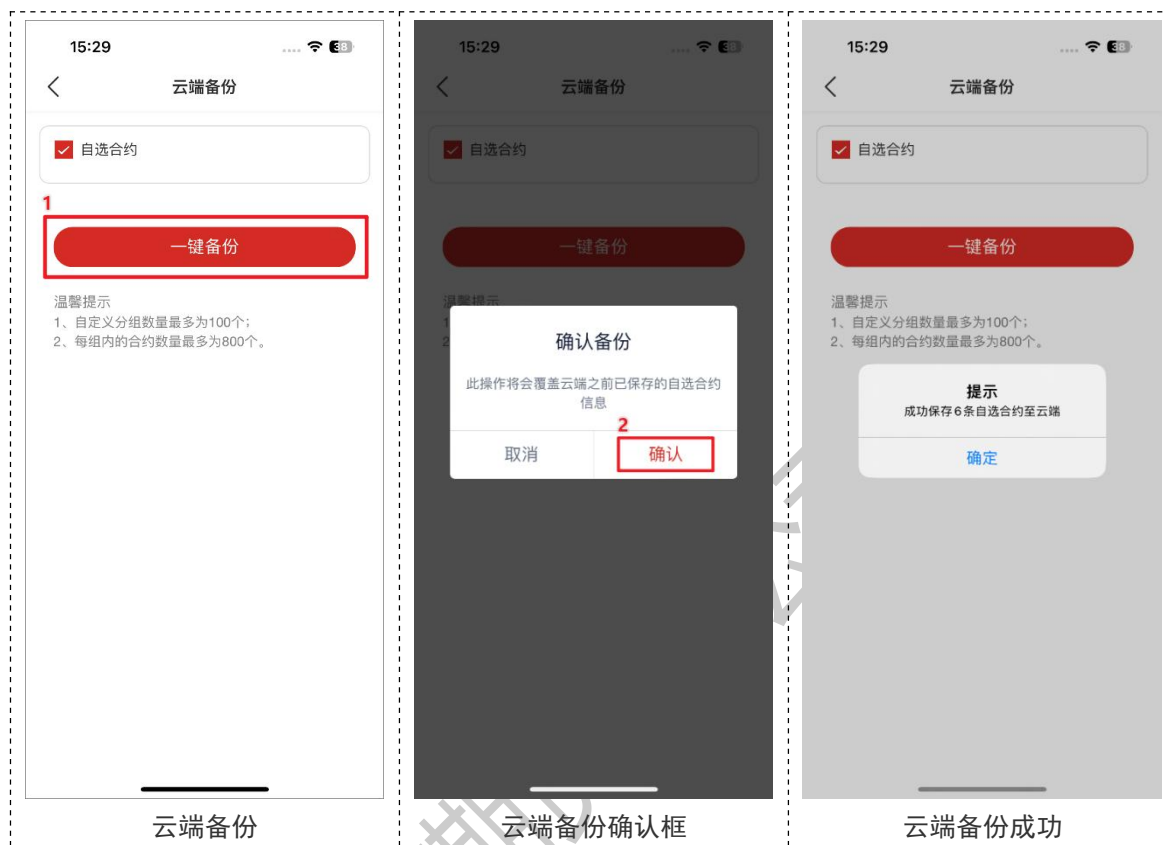 15:29
38
云端备份
自选合约
1
一键备份
温馨提示
1、自定义分组数量最多为100个；
2、每组内的合约数量最多为800个。
云端备份
15:29
38
云端备份
自选合约
一键备份
温馨提示
1
2
确认备份
此操作将会覆盖云端之前已保存的自选合约
信息
2
取消
确认
云端备份确认框
15:29
38
云端备份
自选合约
一键备份
温馨提示
1、自定义分组数量最多为100个；
2、每组内的合约数量最多为800个。
提示
成功保存6条自选合约至云端
确定
云端备份成功